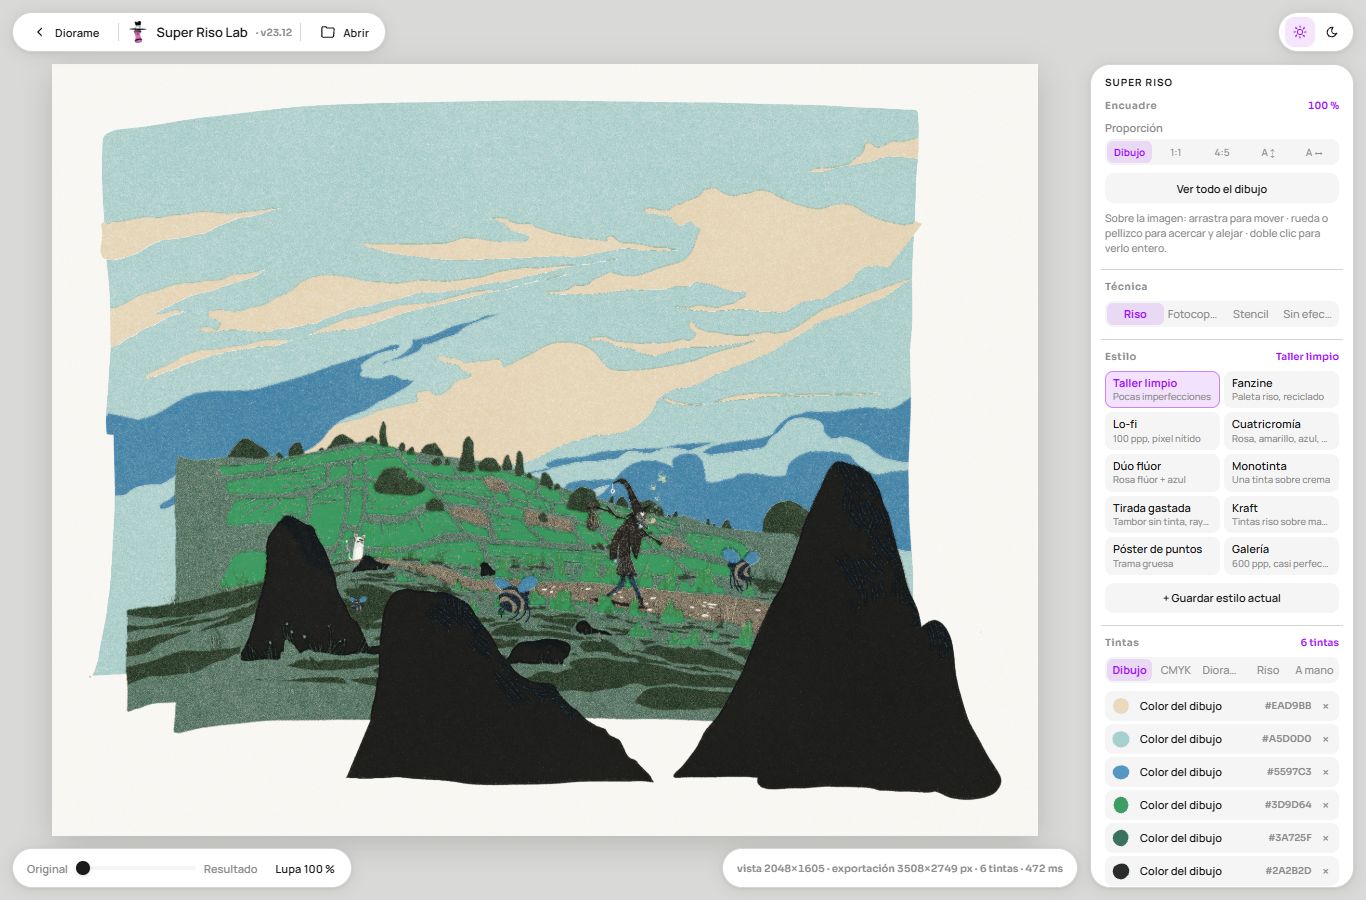 Diorame
Super Riso Lab · v23.12
Abrir
SUPER RISO
Encuadre 100 %
Proporción
Dibujo 1:1 4:5 A↕ A↔
Ver todo el dibujo
Sobre la imagen: arrastra para mover · rueda o
pellizco para acercar y alejar · doble clic para
verlo entero.
Técnica
Riso Fotocop... Stencil Sin efec...
Estilo Taller limpio
Taller limpio Fanzine
Pocas imperfecciones Paleta riso, reciclado
Lo-fi Cuatricromía
100 ppp, píxel nítido Rosa, amarillo, azul, ...
Dúo flúor Monotinta
Rosa flúor + azul Una tinta sobre crema
Tirada gastada Kraft
Tambor sin tinta, ray... Tintas riso sobre ma...
Póster de puntos Galería
Trama gruesa 600 ppp, casi perfec...
+ Guardar estilo actual
Tintas 6 tintas
Dibujo CMYK Diora... Riso A mano
Color del dibujo #EAD9BB ×
Color del dibujo #A5D0D0 ×
Color del dibujo #5597C3 ×
Color del dibujo #3D9D64 ×
Color del dibujo #3A725F ×
Color del dibujo #2A2B2D ×
Original Resultado Lupa 100 %
vista 2048×1605 · exportación 3508×2749 px · 6 tintas · 472 ms